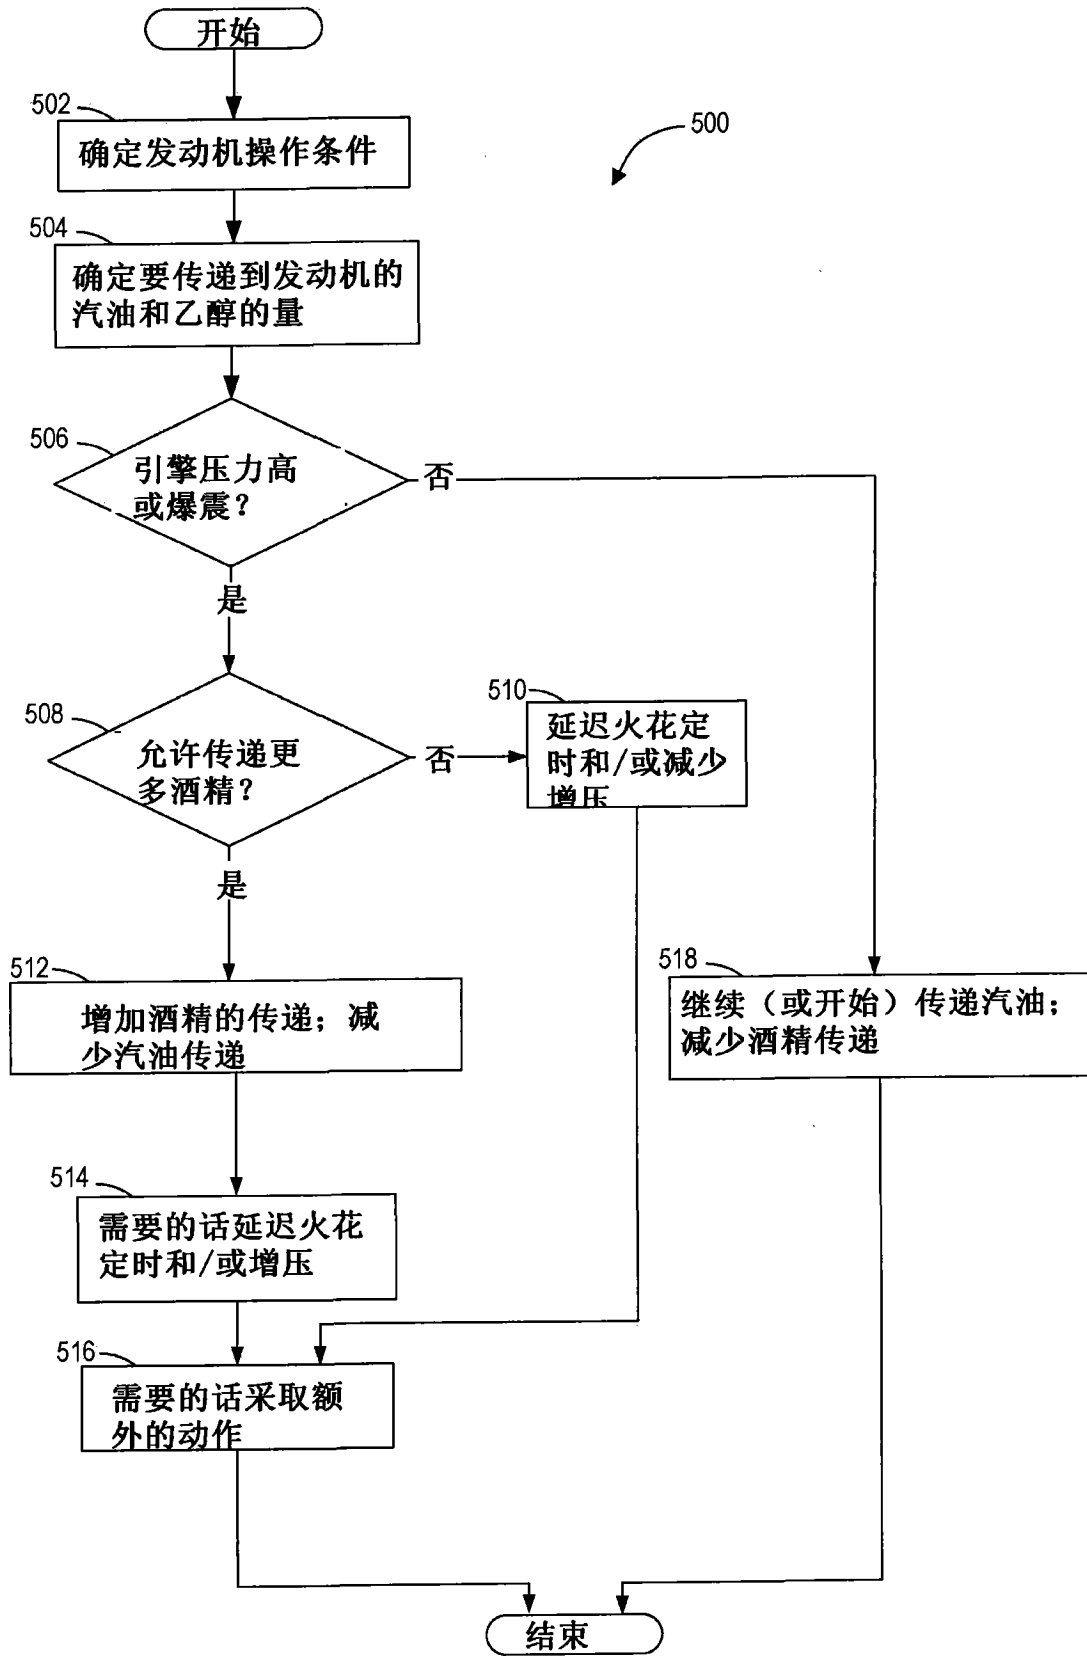 开始
502
确定发动机操作条件
500
504
确定要传递到发动机的
汽油和乙醇的量
506
引擎压力高
或爆震?
否
是
508
允许传递更
多酒精?
否
510
延迟火花定
时和/或减少
增压
是
512
增加酒精的传递; 减
少汽油传递
518
继续（或开始）传递汽油;
减少酒精传递
514
需要的话延迟火花
定时和/或增压
516
需要的话采取额
外的动作
结束